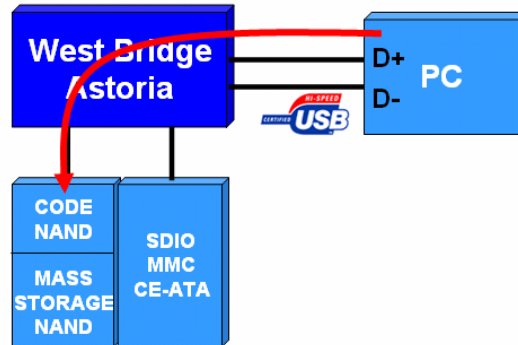 West Bridge
Astoria
D+
D-
PC
HI-SPEED
CERTIFIED
USB
CODE
NAND
MASS
STORAGE
NAND
SDIO
MMC
CE-ATA